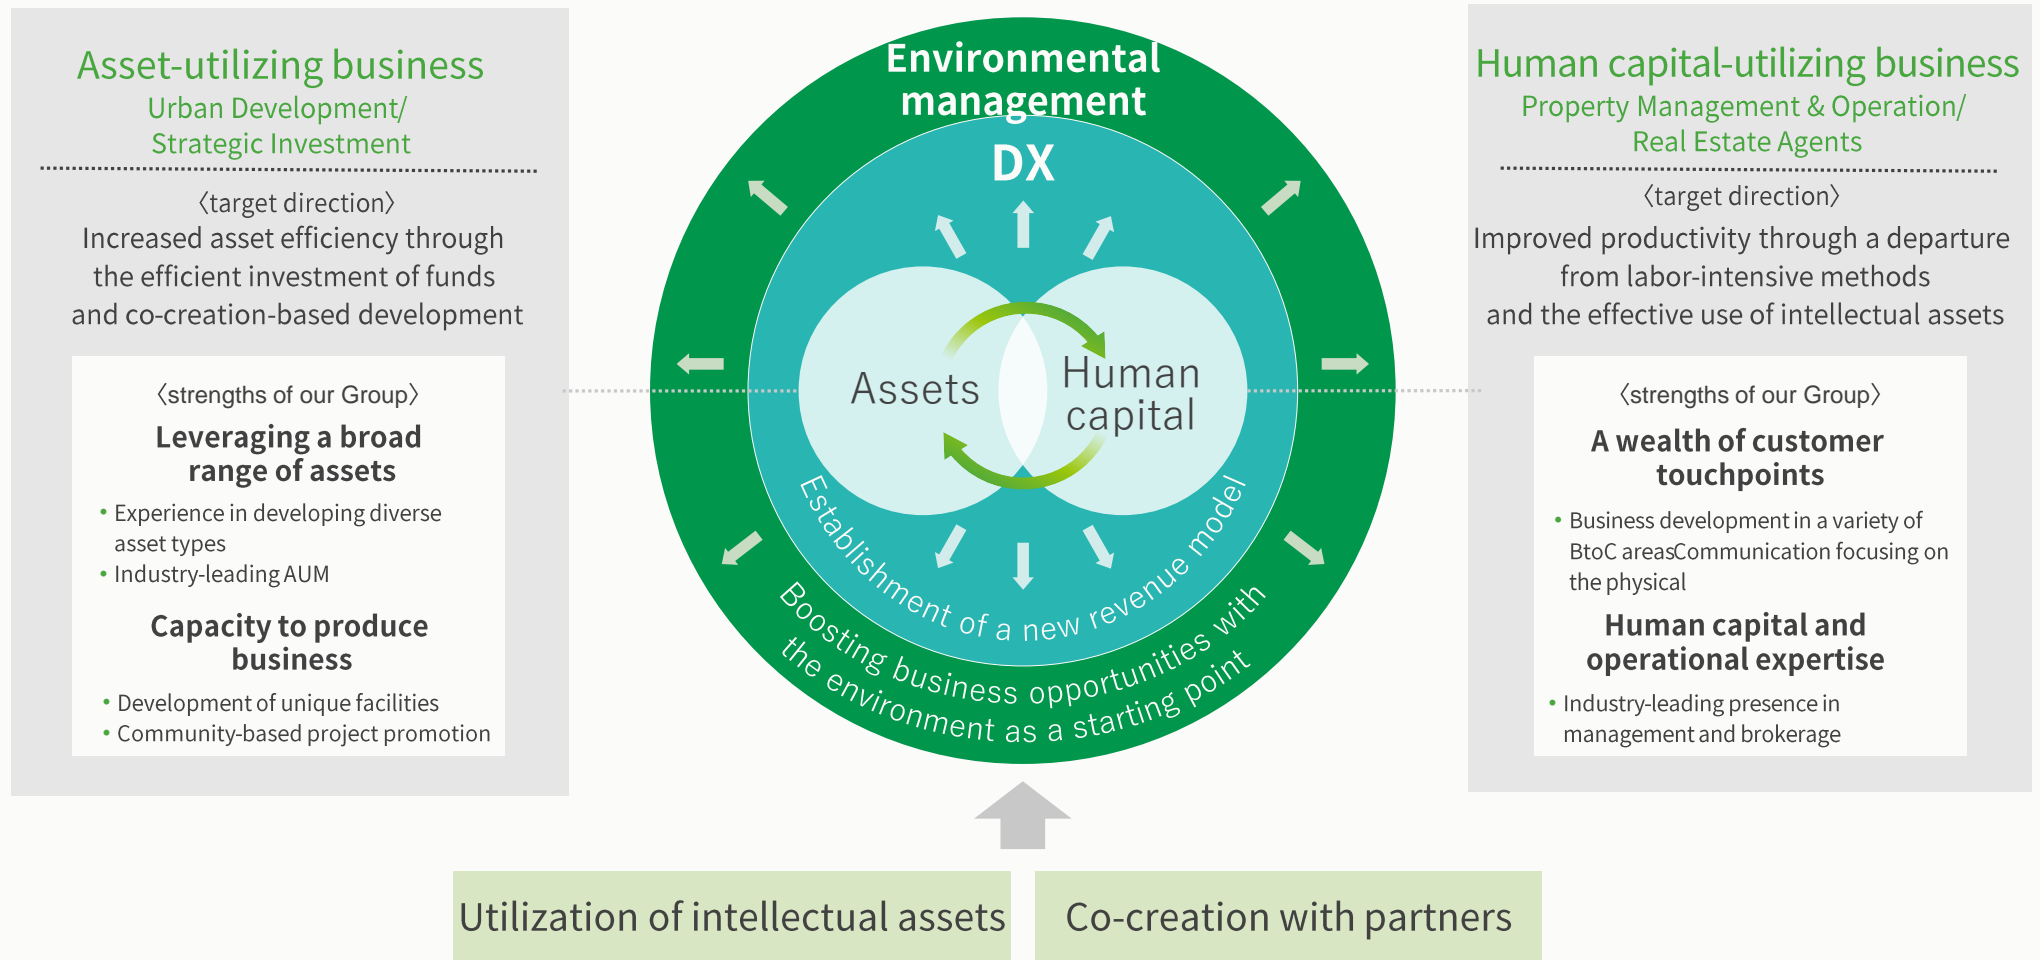 Asset-utilizing business
Urban Development/
Strategic Investment
〈target direction〉
Increased asset efficiency through
the efficient investment of funds
and co-creation-based development
〈strengths of our Group〉
Leveraging a broad
range of assets
• Experience in developing diverse
asset types
• Industry-leading AUM
Capacity to produce
business
• Development of unique facilities
• Community-based project promotion
Environmental
management
DX
Assets
Human
capital
Establishment of a new revenue model
Boosting business opportunities with
the environment as a starting point
Human capital-utilizing business
Property Management & Operation/
Real Estate Agents
〈target direction〉
Improved productivity through a departure
from labor-intensive methods
and the effective use of intellectual assets
〈strengths of our Group〉
A wealth of customer
touchpoints
• Business development in a variety of
BtoC areasCommunication focusing on
the physical
Human capital and
operational expertise
• Industry-leading presence in
management and brokerage
Utilization of intellectual assets
Co-creation with partners